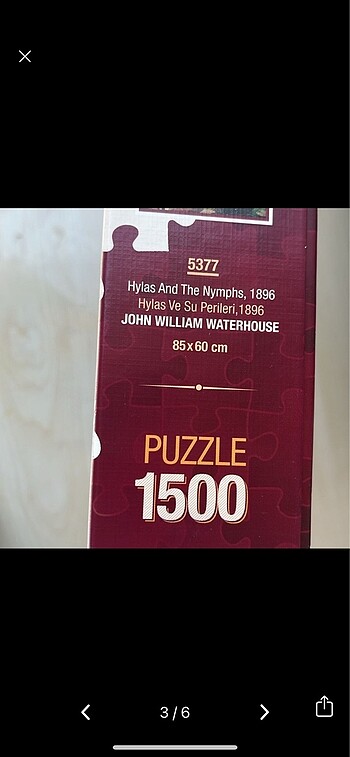 5377
Hylas And The Nymphs, 1896
Hylas Ve Su Perileri,1896
JOHN WILLIAM WATERHOUSE
85x60 cm
PUZZLE
1500
3 / 6